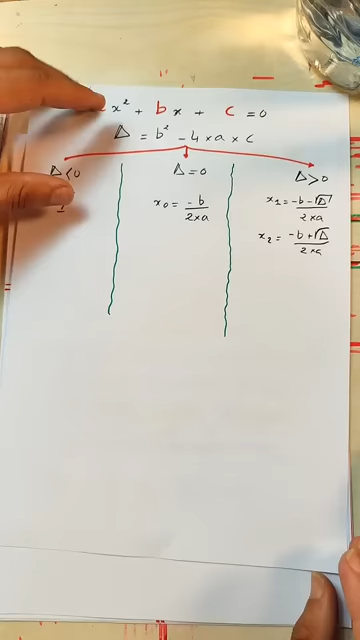 x² + bx + c = 0
Δ = b² - 4 × a × c
Δ < 0
Δ = 0
x₀ = -b / 2×a
Δ > 0
x₁ = -b - √Δ / 2×a
x₂ = -b + √Δ / 2×a